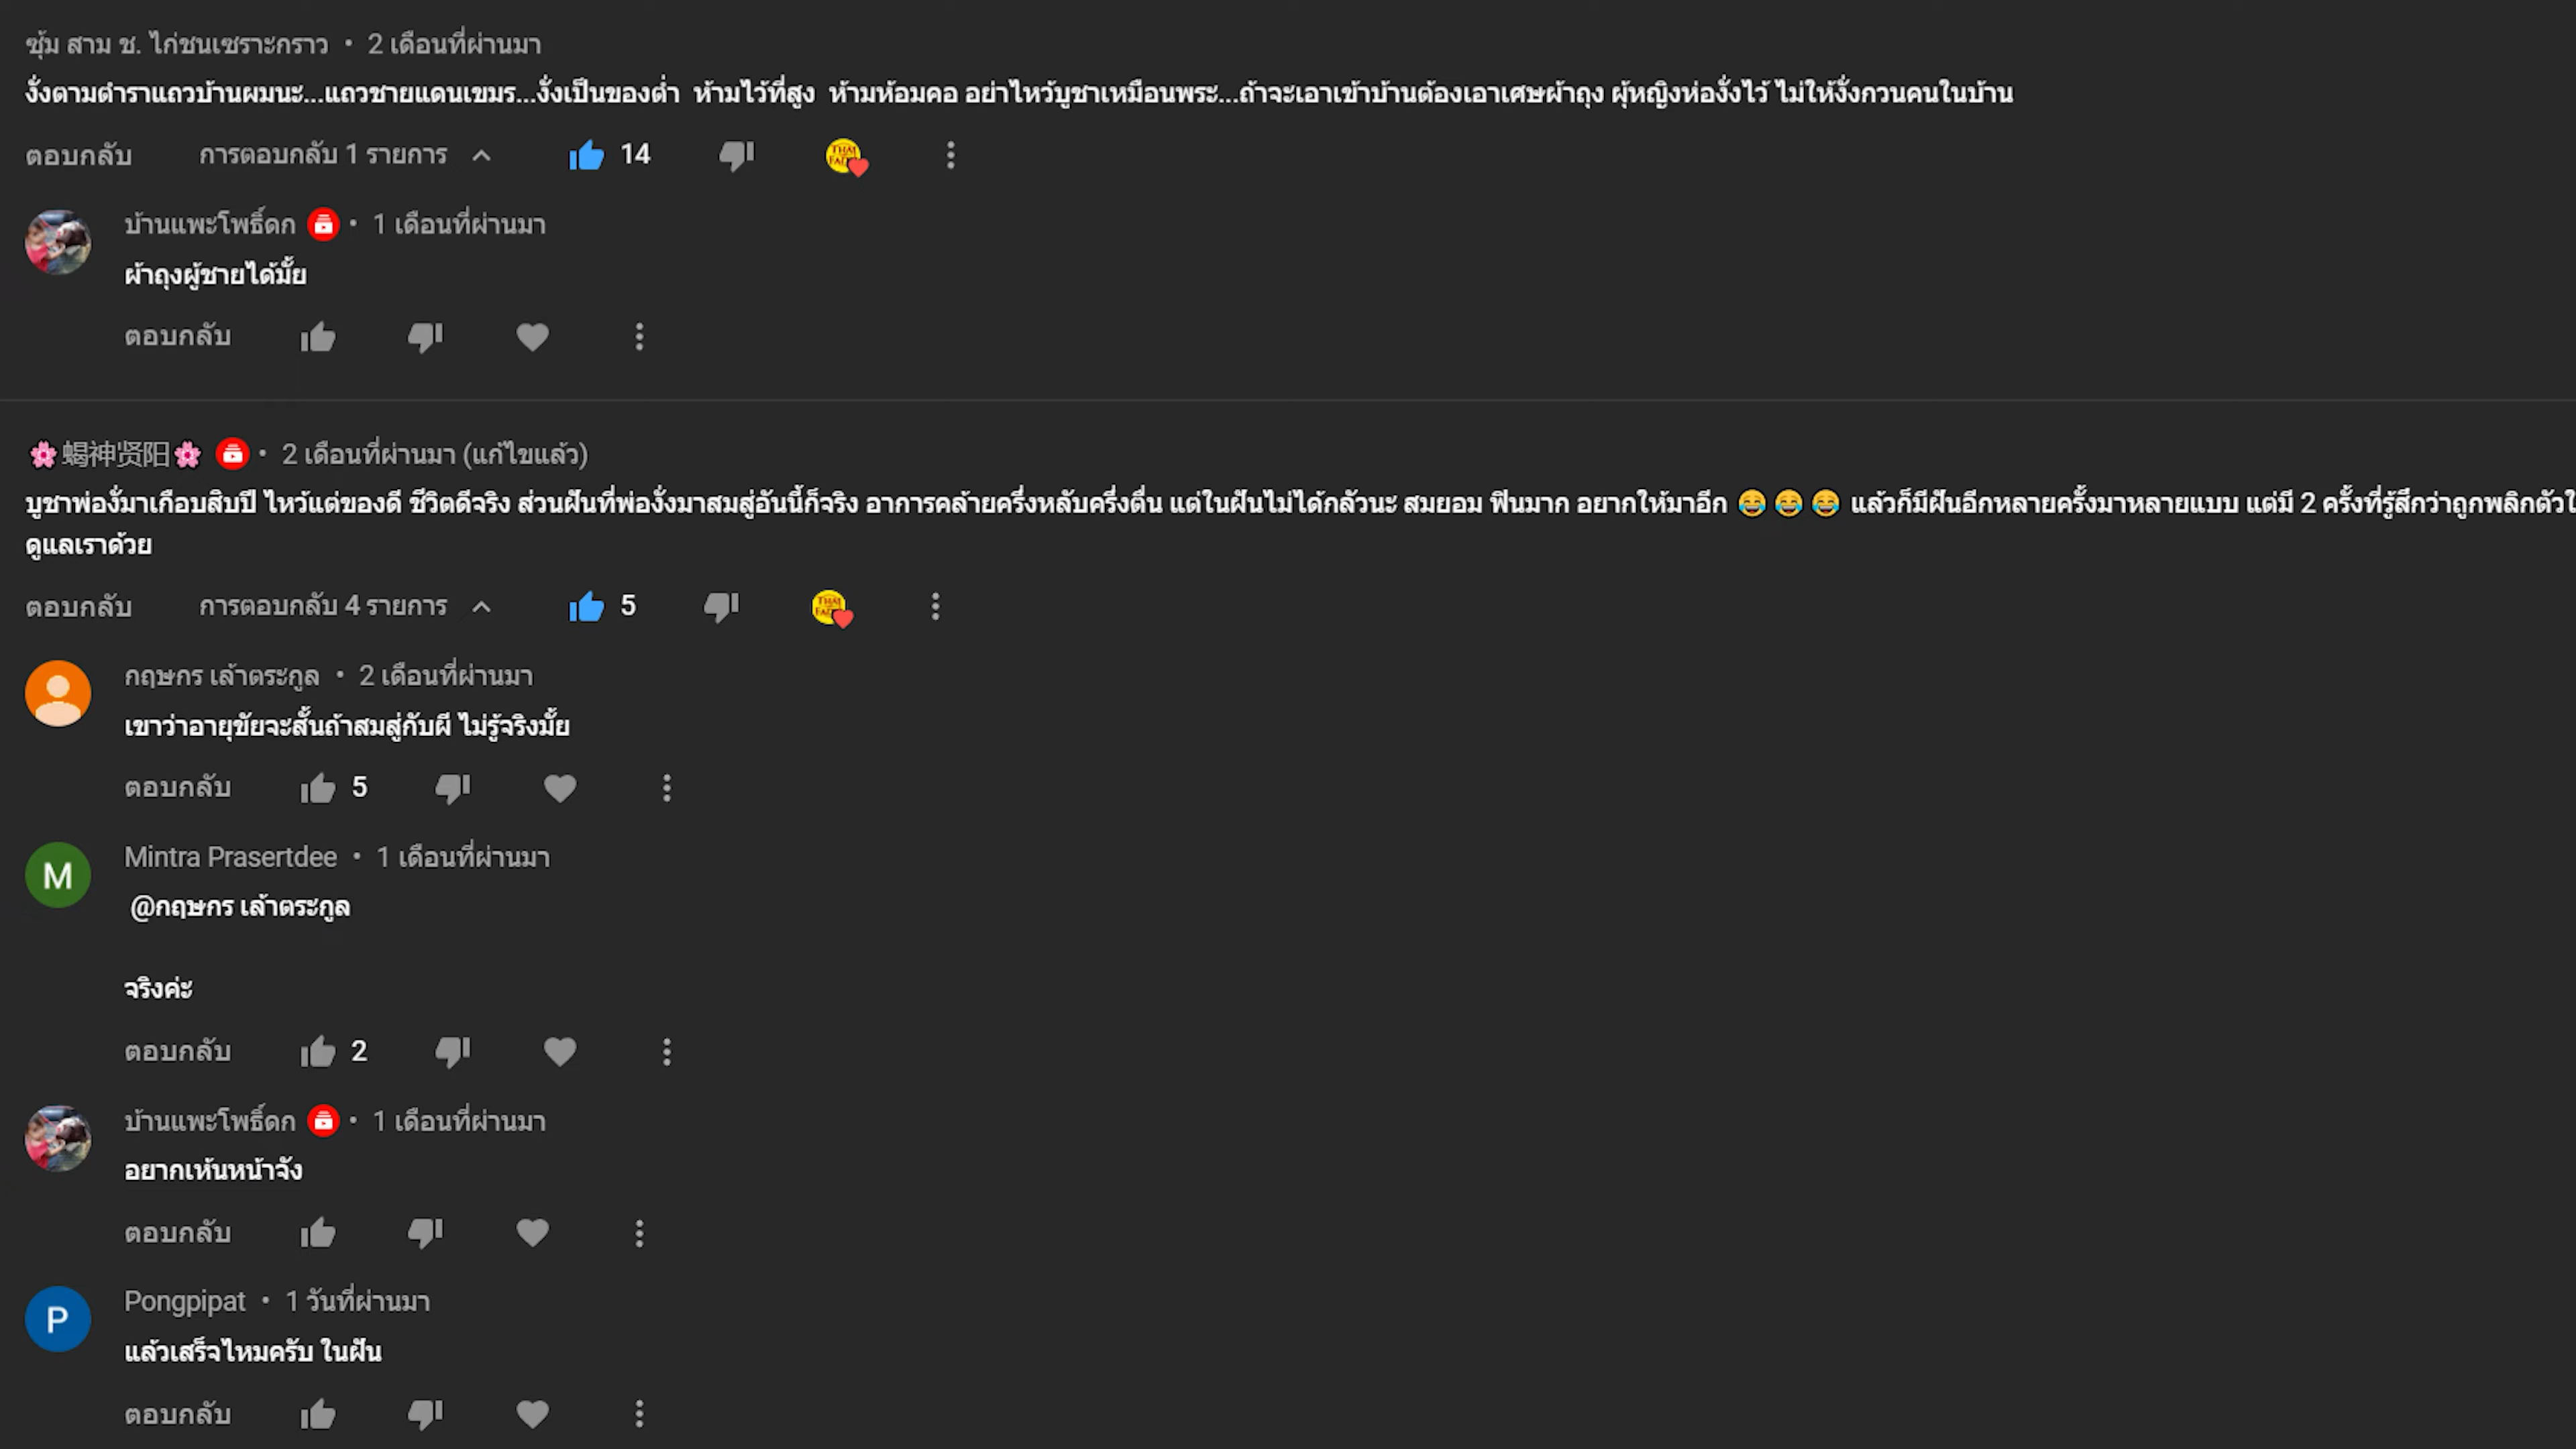 ซุ้ม สาม ช. ไก่ชนเซราะกราว • 2 เดือนที่ผ่านมา
งั่งตามตำราแถวบ้านผมนะ...แถวชายแดนเขมร...งั่งเป็นของต่ำ ห้ามไว้ที่สูง ห้ามห้อมคอ อย่าไหว้บูชาเหมือนพระ...ถ้าจะเอาเข้าบ้านต้องเอาเศษผ้าถุง ผุ้หญิงห่องั่งไว้ ไม่ให้งั่งกวนคนในบ้าน
ตอบกลับ การตอบกลับ 1 รายการ 14
THAI
บ้านแพะโพธิ์ดก • 1 เดือนที่ผ่านมา
ผ้าถุงผู้ชายได้มั้ย
ตอบกลับ
🌸蝎神贤阳🌸 • 2 เดือนที่ผ่านมา (แก้ไขแล้ว)
บูชาพ่องั่มาเกือบสิบปี ไหว้แต่ของดี ชีวิตดีจริง ส่วนฝันที่พ่องั่งมาสมสู่อันนี้ก็จริง อาการคล้ายครึ่งหลับครึ่งตื่น แต่ในฝันไม่ได้กลัวนะ สมยอม ฟินมาก อยากให้มาอีก 😂😂😂 แล้วก็มีฝันอีกหลายครั้งมาหลายแบบ แต่มี 2 ครั้งที่รู้สึกว่าถูกพลิกตัว
ดูแลเราด้วย
ตอบกลับ การตอบกลับ 4 รายการ 5
THAI
กฤษกร เล้าตระกูล • 2 เดือนที่ผ่านมา
เขาว่าอายุขัยจะสั้นถ้าสมสู่กับผี ไม่รู้จริงมั้ย
ตอบกลับ 5
M
Mintra Prasertdee • 1 เดือนที่ผ่านมา
@กฤษกร เล้าตระกูล
จริงค่ะ
ตอบกลับ 2
บ้านแพะโพธิ์ดก • 1 เดือนที่ผ่านมา
อยากเห้นหน้าจัง
ตอบกลับ
P
Pongpipat • 1 วันที่ผ่านมา
แล้วเสร็จไหมครับ ในฝัน
ตอบกลับ